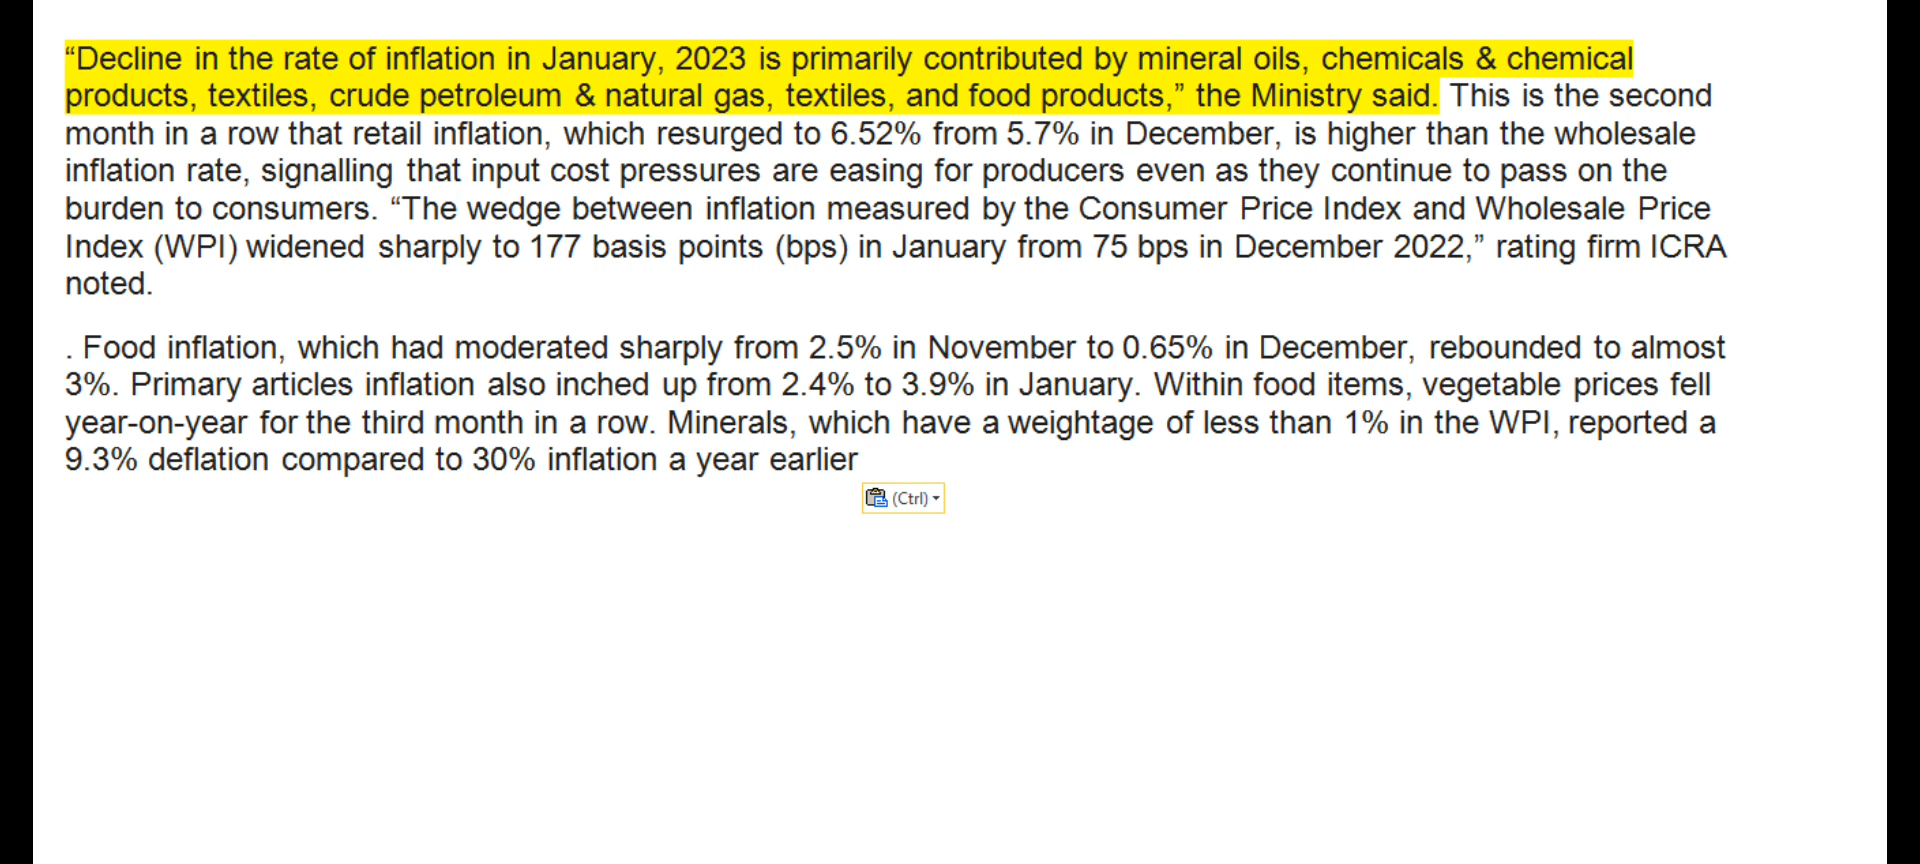 “Decline in the rate of inflation in January, 2023 is primarily contributed by mineral oils, chemicals & chemical
products, textiles, crude petroleum & natural gas, textiles, and food products,” the Ministry said. This is the second
month in a row that retail inflation, which resurged to 6.52% from 5.7% in December, is higher than the wholesale
inflation rate, signalling that input cost pressures are easing for producers even as they continue to pass on the
burden to consumers. “The wedge between inflation measured by the Consumer Price Index and Wholesale Price
Index (WPI) widened sharply to 177 basis points (bps) in January from 75 bps in December 2022,” rating firm ICRA
noted.
. Food inflation, which had moderated sharply from 2.5% in November to 0.65% in December, rebounded to almost
3%. Primary articles inflation also inched up from 2.4% to 3.9% in January. Within food items, vegetable prices fell
year-on-year for the third month in a row. Minerals, which have a weightage of less than 1% in the WPI, reported a
9.3% deflation compared to 30% inflation a year earlier
(Ctrl)